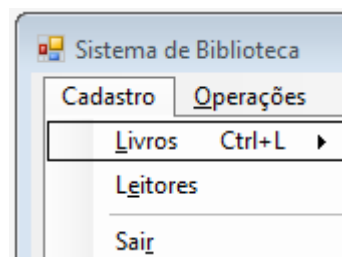 Sistema de Biblioteca
Cadastro Operações
Livros Ctrl+L
Leitores
Sair